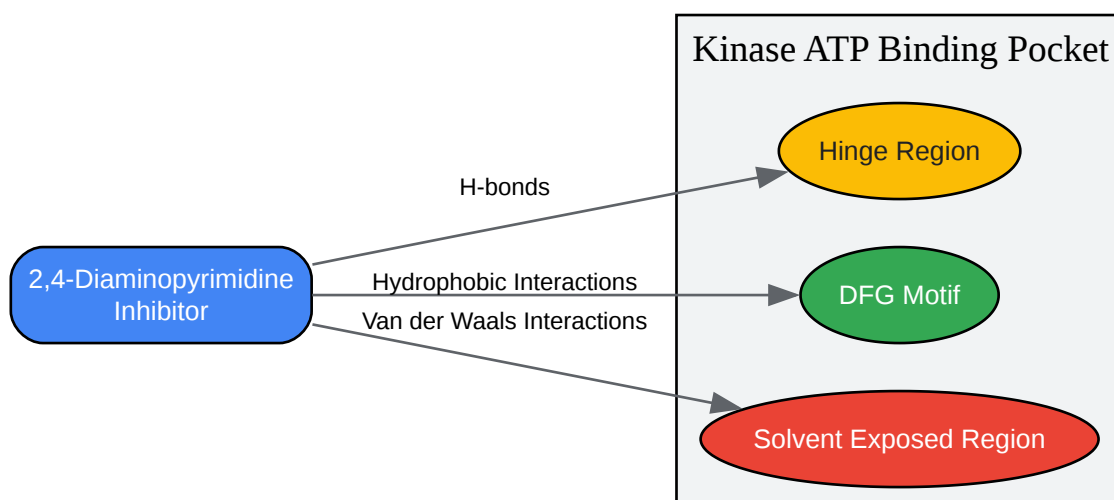 Kinase ATP Binding Pocket
Hinge Region
H-bonds
2,4-Diaminopyrimidine
Inhibitor
Hydrophobic Interactions
DFG Motif
Van der Waals Interactions
Solvent Exposed Region